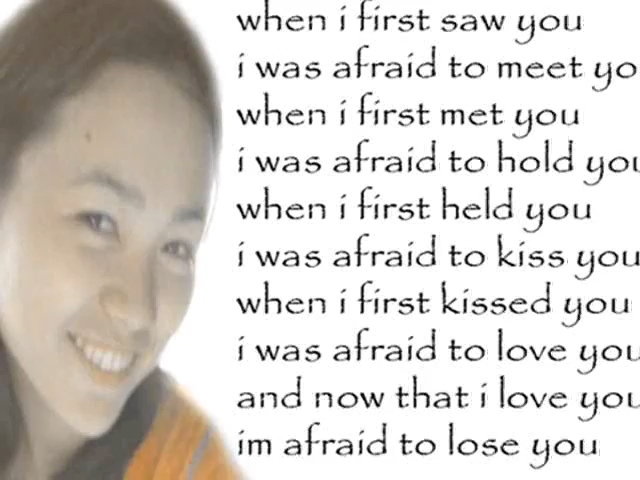 when i first saw you
i was afraid to meet yo
when i first met you
i was afraid to hold you
when i first held you
i was afraid to kiss you
when i first kissed you
i was afraid to love you
and now that i love you
im afraid to lose you